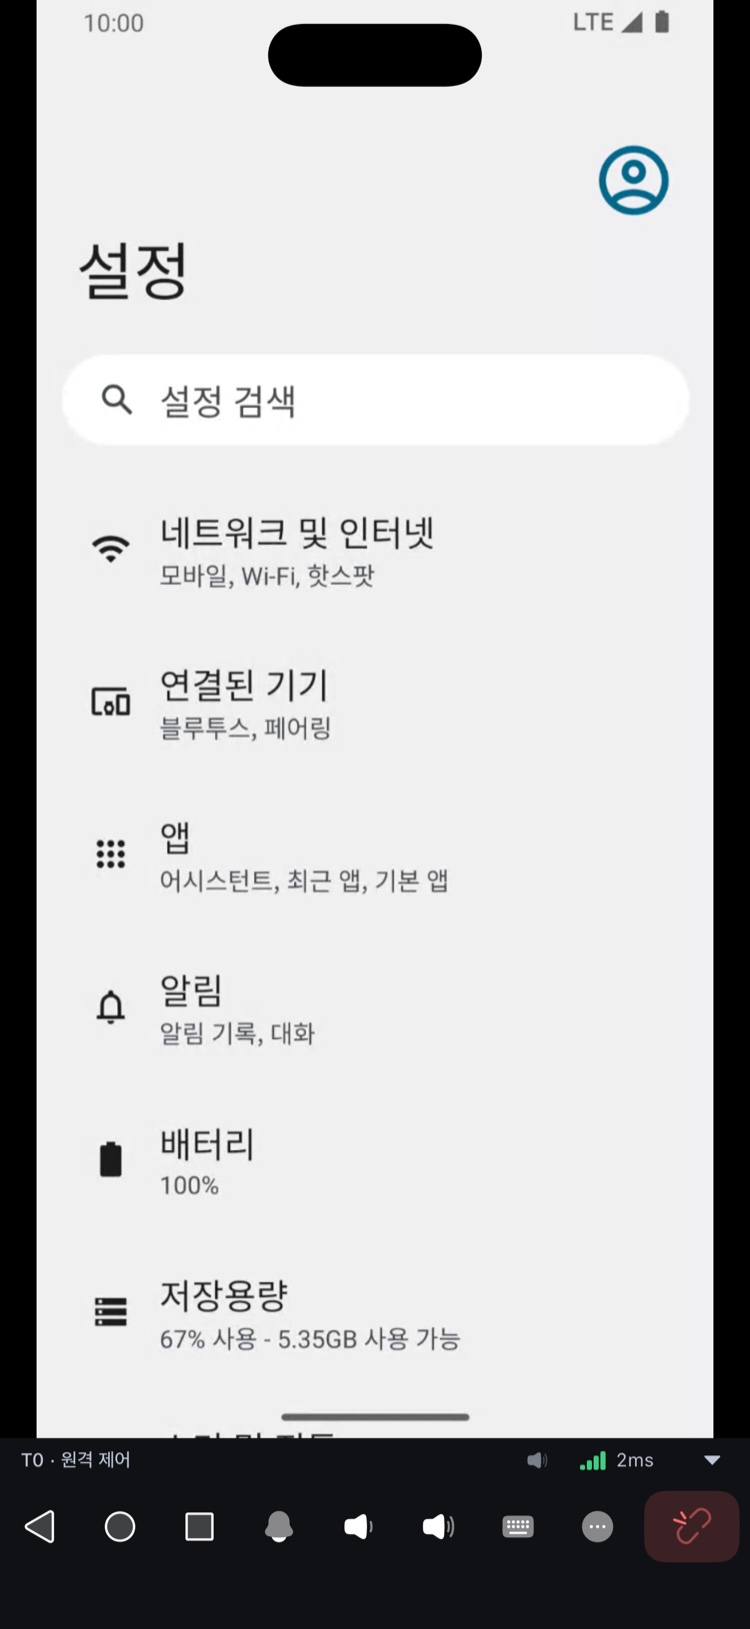 10:00
LTE
설정
설정 검색
네트워크 및 인터넷
모바일, Wi-Fi, 핫스팟
연결된 기기
블루투스, 페어링
앱
어시스턴트, 최근 앱, 기본 앱
알림
알림 기록, 대화
배터리
100%
저장용량
67% 사용 - 5.35GB 사용 가능
T0 · 원격 제어
2ms